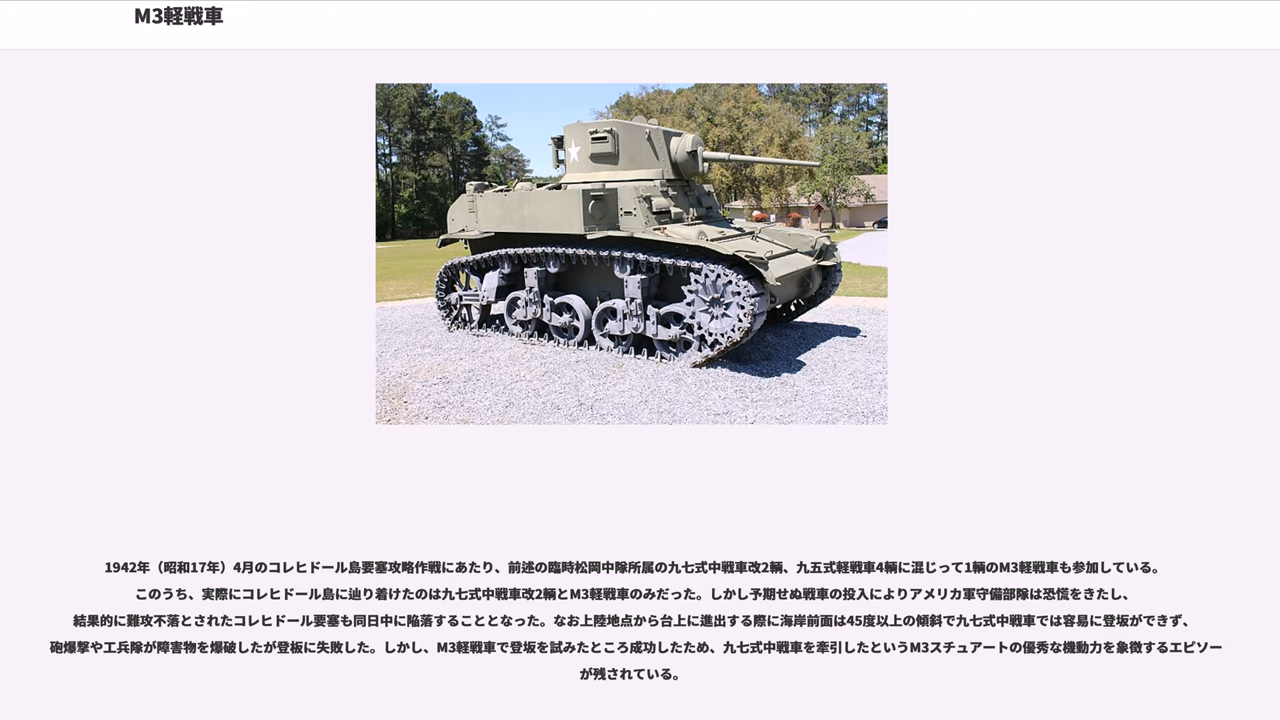 M3軽戦車
1942年（昭和17年）4月のコレヒドール島要塞攻略作戦にあたり、前述の臨時松岡中隊所属の九七式中戦車改2輌、九五式軽戦車4輌に混じって1輌のM3軽戦車も参加している。
このうち、実際にコレヒドール島に辿り着けたのは九七式中戦車改2輌とM3軽戦車のみだった。しかし予期せぬ戦車の投入によりアメリカ軍守備部隊は恐慌をきたし、
結果的に難攻不落とされたコレヒドール要塞も同日中に陥落することとなった。なお上陸地点から台上に進出する際に海岸前面は45度以上の傾斜で九七式中戦車では容易に登坂ができず、
砲爆撃や工兵隊が障害物を爆破したが登板に失敗した。しかし、M3軽戦車で登坂を試みたところ成功したため、九七式中戦車を牽引したというM3スチュアートの優秀な機動力を象徴するエピソー
が残されている。